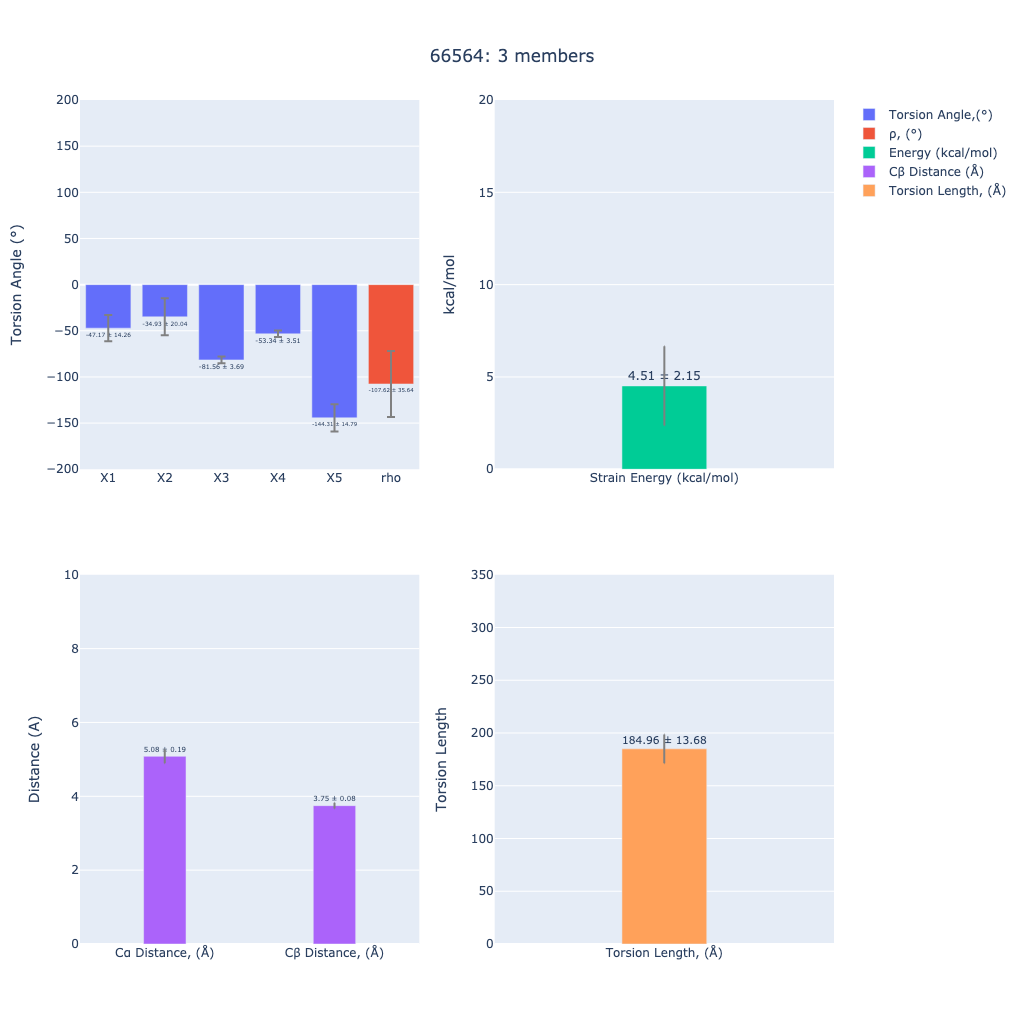 66564: 3 members
Torsion Angle (°)
200
150
100
50
0
−50
−100
−150
−200
-47.17 ± 14.26
-34.93 ± 20.04
-81.56 ± 3.69
-53.34 ± 3.51
-144.31 ± 14.79
-107.62 ± 35.64
X1 X2 X3 X4 X5 rho
kcal/mol
20
15
10
5
0
4.51 ± 2.15
Strain Energy (kcal/mol)
Torsion Angle,(°)
ρ, (°)
Energy (kcal/mol)
Cβ Distance (Å)
Torsion Length, (Å)
Distance (A)
10
8
6
4
2
0
5.08 ± 0.19
3.75 ± 0.08
Cα Distance, (Å) Cβ Distance, (Å)
Torsion Length
350
300
250
200
150
100
50
0
184.96 ± 13.68
Torsion Length, (Å)